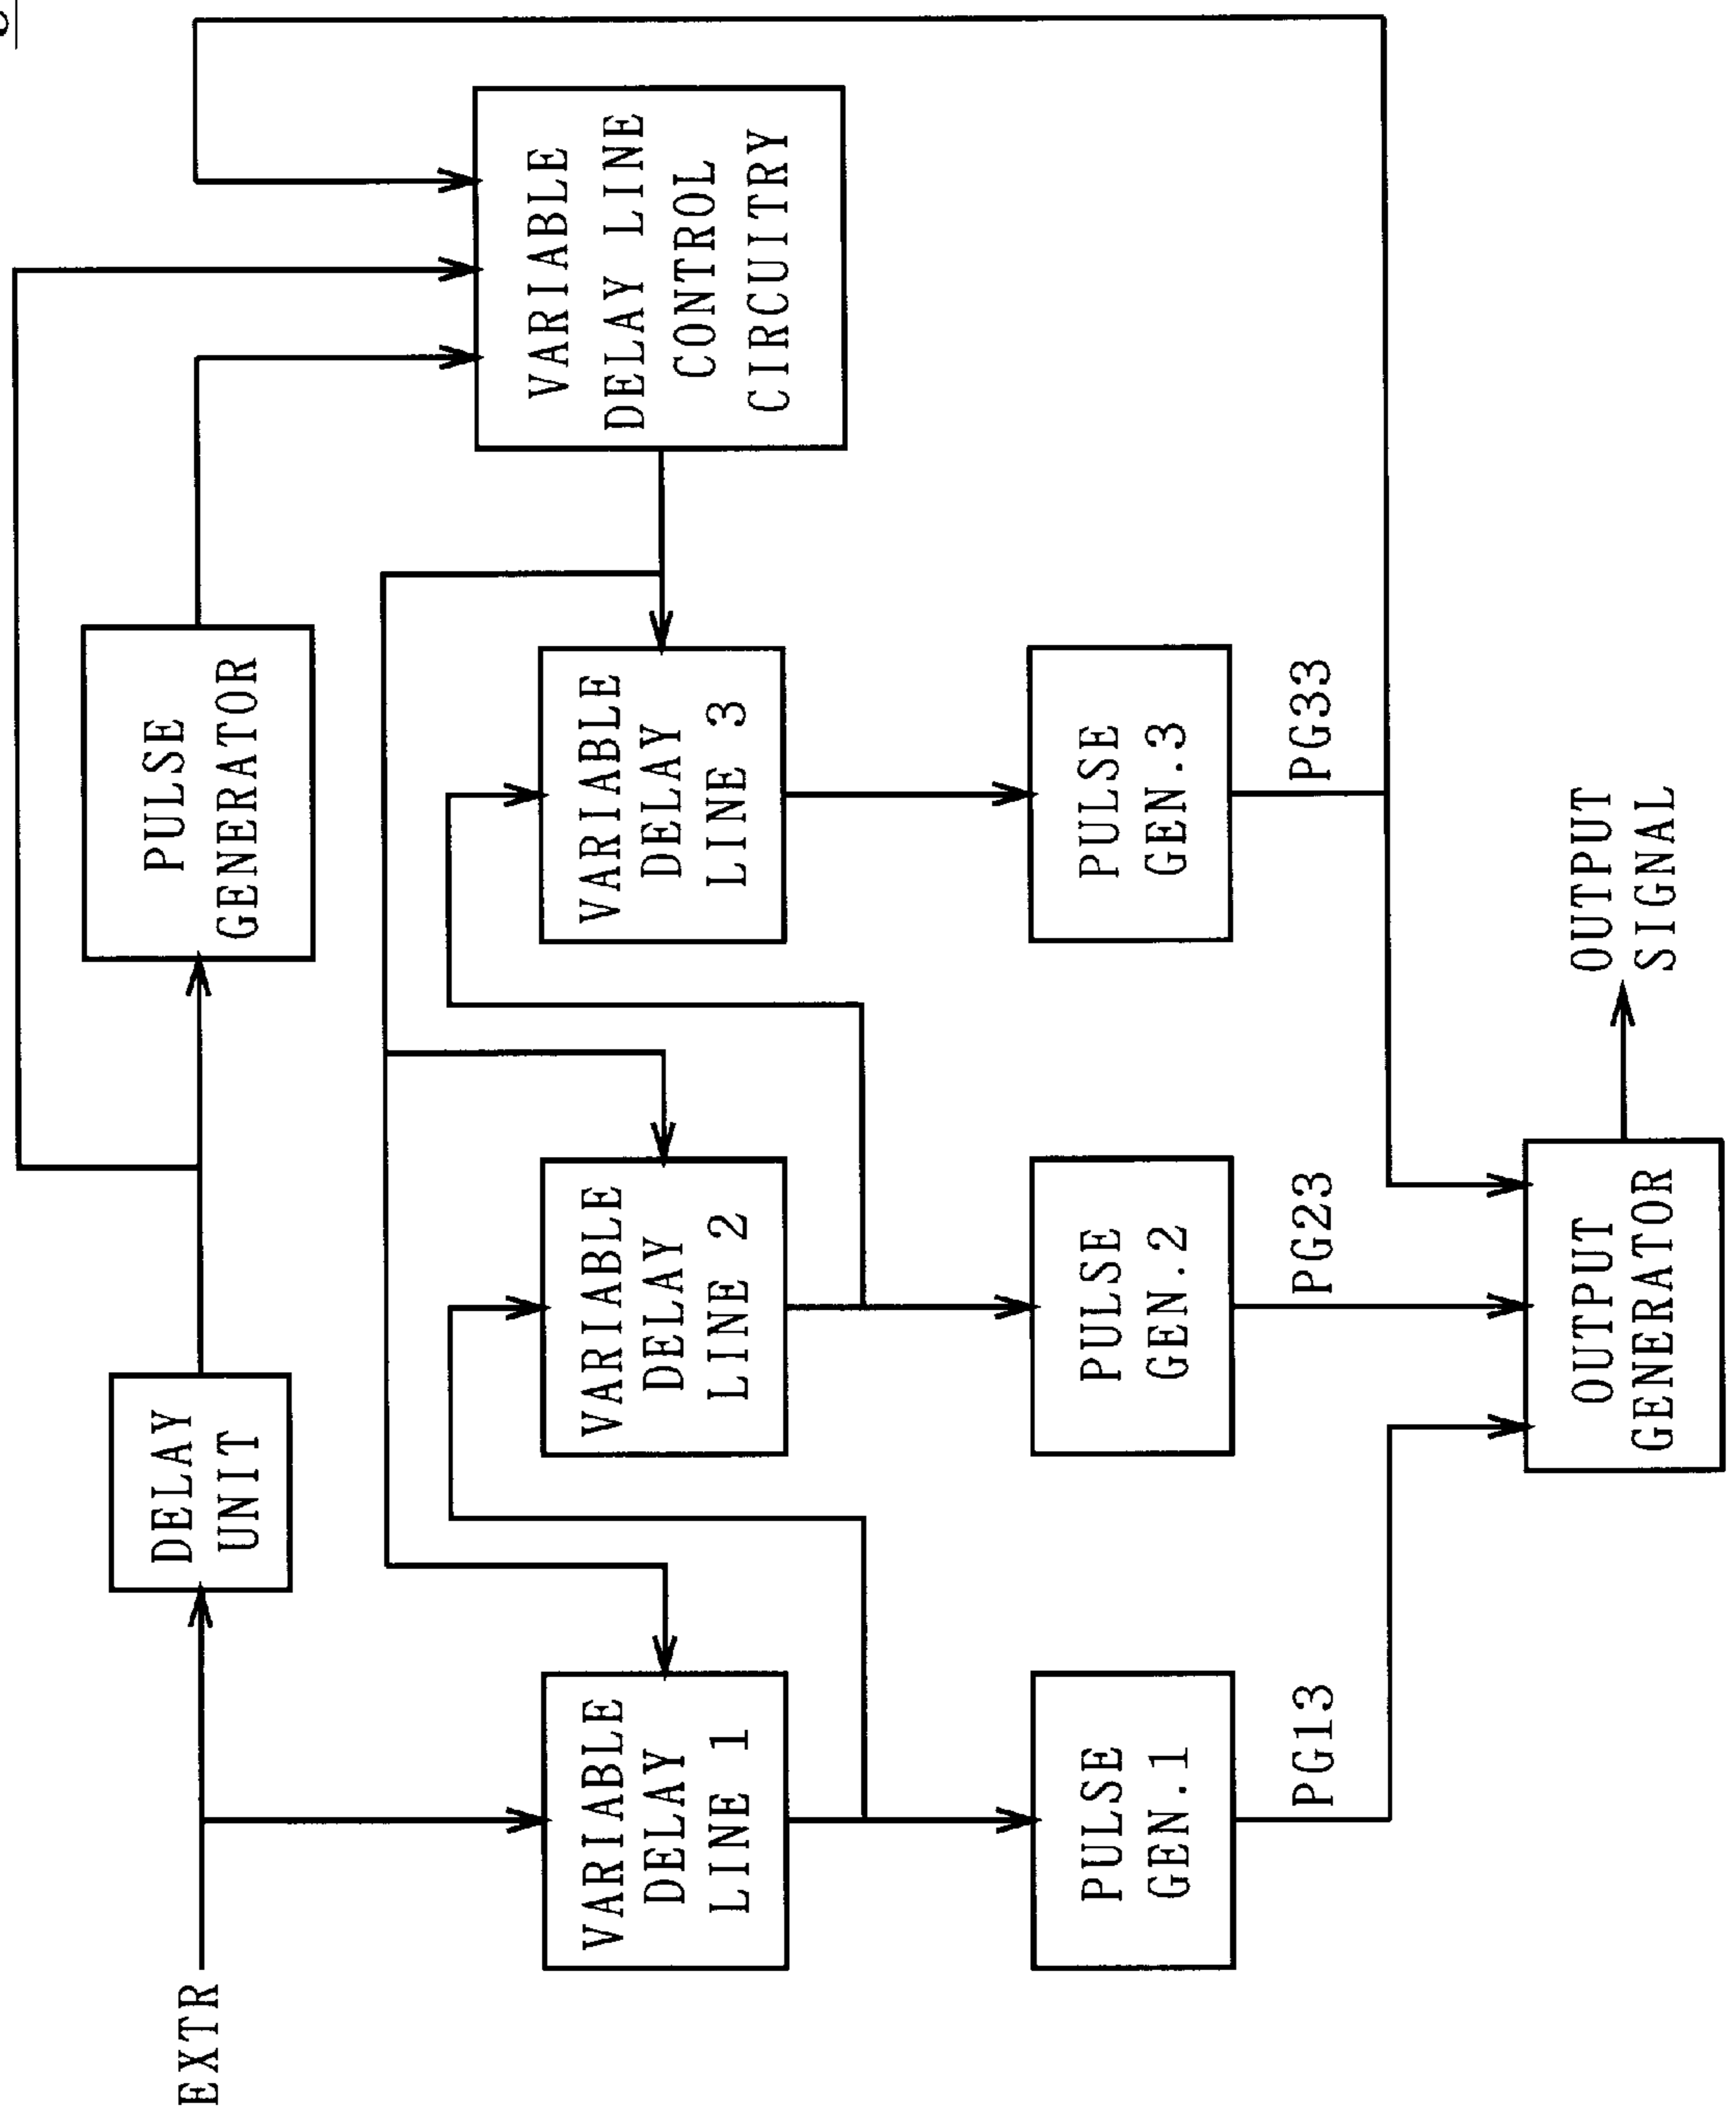 EXTR
DELAY
UNIT
PULSE
GENERATOR
VARIABLE
DELAY LINE
CONTROL
CIRCUITRY
VARIABLE
DELAY
LINE 1
VARIABLE
DELAY
LINE 2
VARIABLE
DELAY
LINE 3
PULSE
GEN.1
PULSE
GEN.2
PULSE
GEN.3
PG13
PG23
PG33
OUTPUT
GENERATOR
OUTPUT
SIGNAL